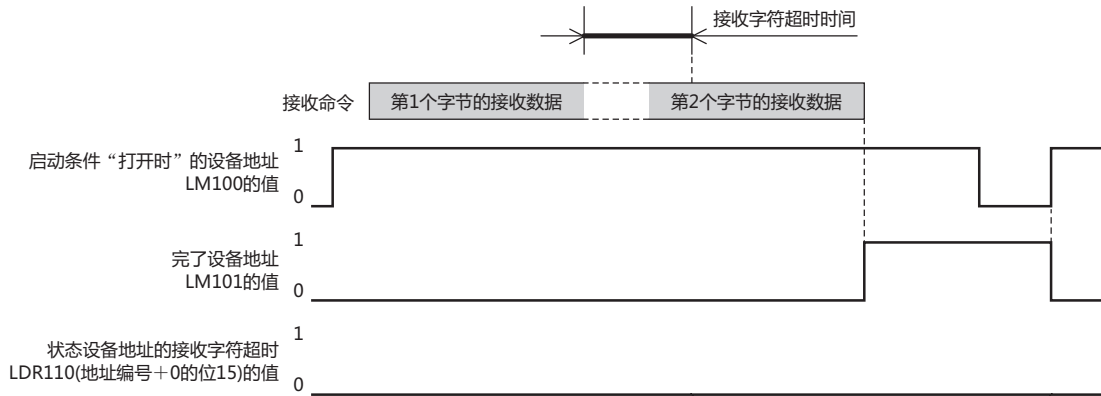 接收字符超时时间
接收命令
第1个字节的接收数据
第2个字节的接收数据
启动条件“打开时”的设备地址
LM100的值
1
0
完了设备地址
LM101的值
1
0
状态设备地址的接收字符超时
LDR110(地址编号＋0的位15)的值
1
0